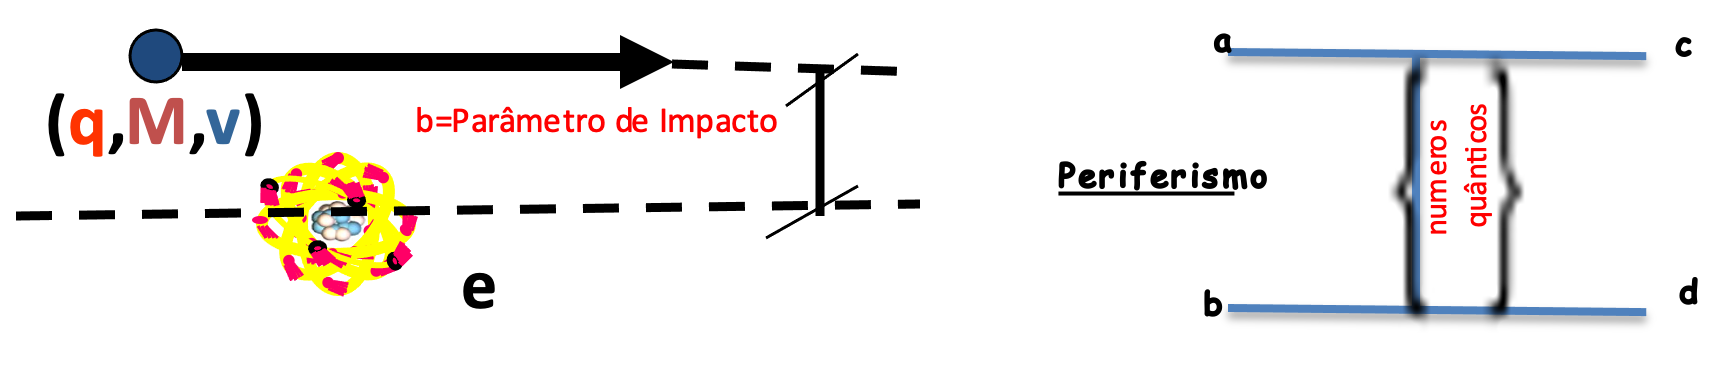 (q,M,v)
b=Parâmetro de Impacto
e
Periferismo
a
c
b
d
numeros
quânticos